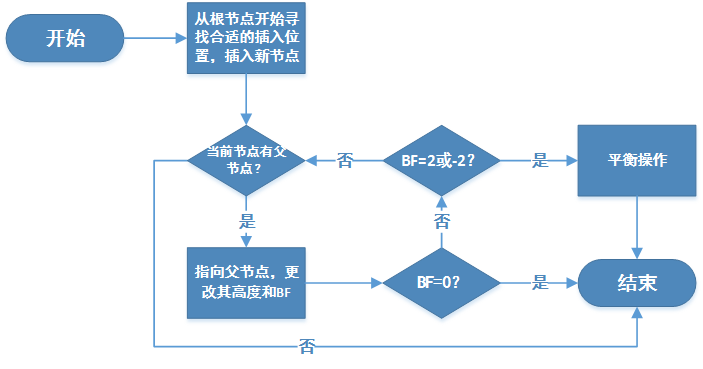 开始
从根节点开始寻
找合适的插入位
置，插入新节点
当前节点有父
节点？
否
BF=2或-2？
是
平衡操作
是
否
指向父节点，更
改其高度和BF
BF=0？
是
结束
否